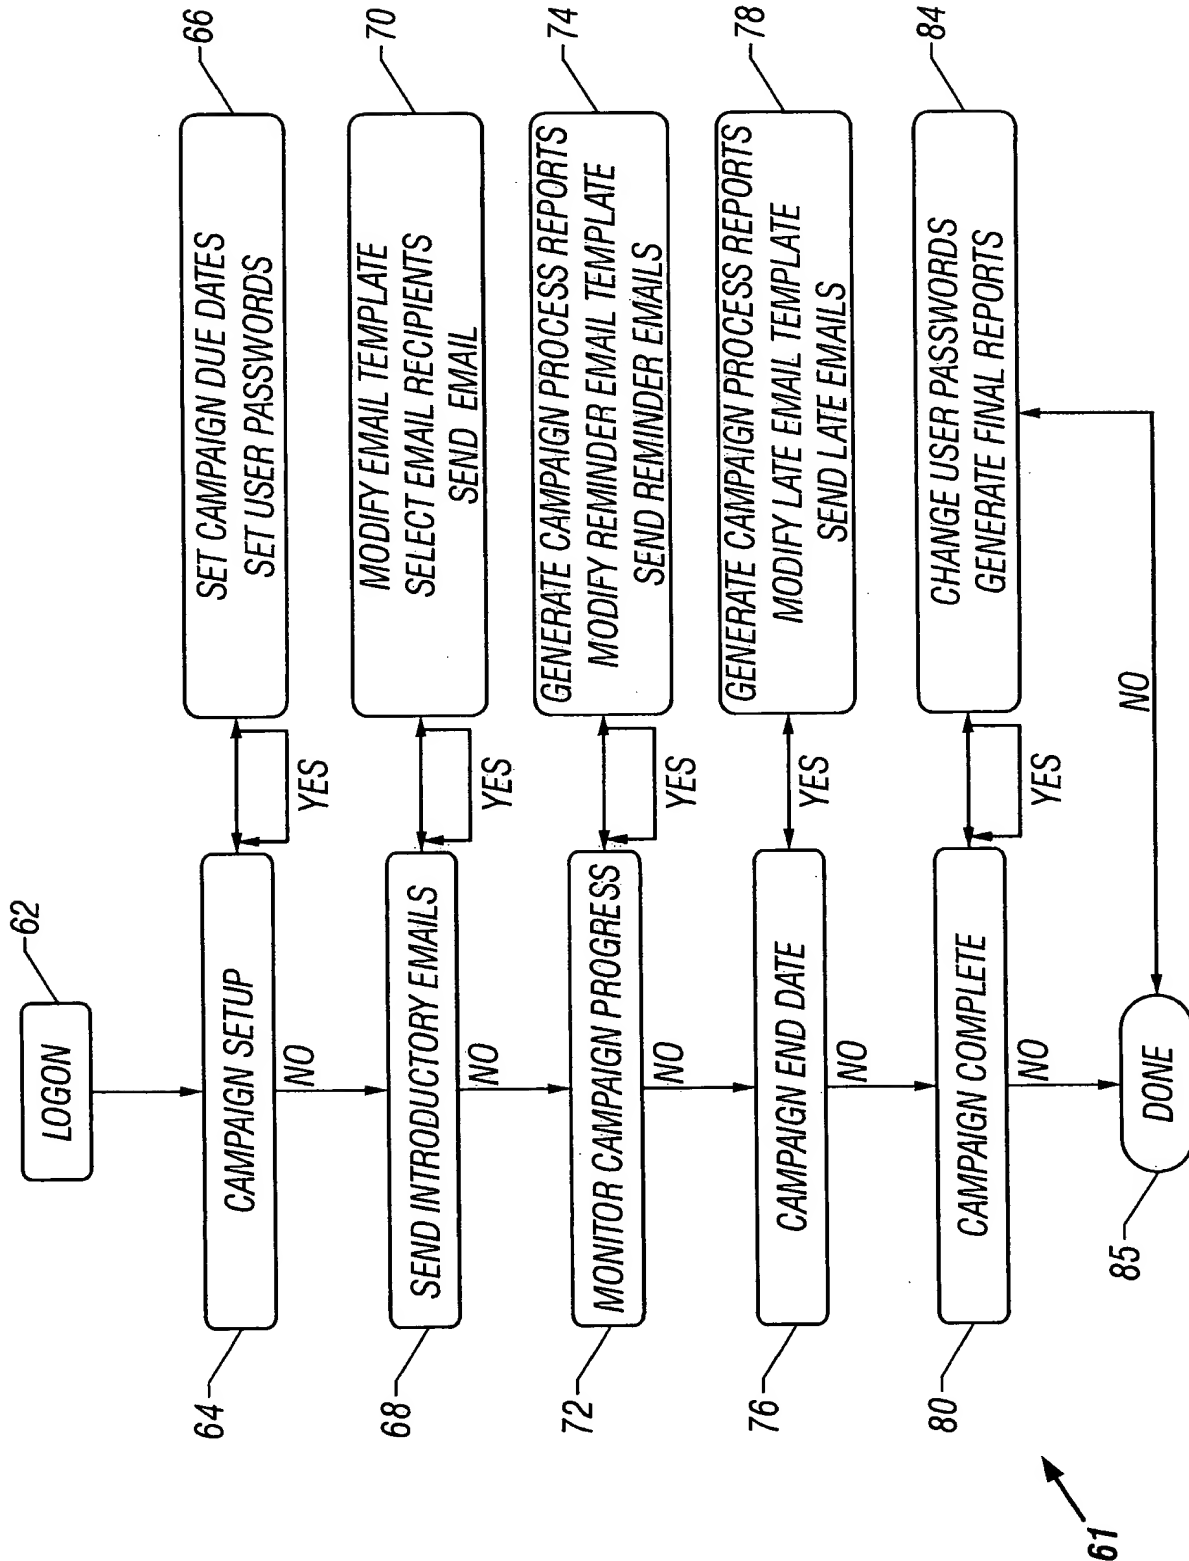 62
LOGON
64
CAMPAIGN SETUP
YES
SET CAMPAIGN DUE DATES
SET USER PASSWORDS
66
NO
68
SEND INTRODUCTORY EMAILS
YES
MODIFY EMAIL TEMPLATE
SELECT EMAIL RECIPIENTS
SEND EMAIL
70
NO
72
MONITOR CAMPAIGN PROGRESS
YES
GENERATE CAMPAIGN PROCESS REPORTS
MODIFY REMINDER EMAIL TEMPLATE
SEND REMINDER EMAILS
74
NO
76
CAMPAIGN END DATE
YES
GENERATE CAMPAIGN PROCESS REPORTS
MODIFY LATE EMAIL TEMPLATE
SEND LATE EMAILS
78
NO
80
CAMPAIGN COMPLETE
YES
CHANGE USER PASSWORDS
GENERATE FINAL REPORTS
84
NO
NO
85
DONE
61